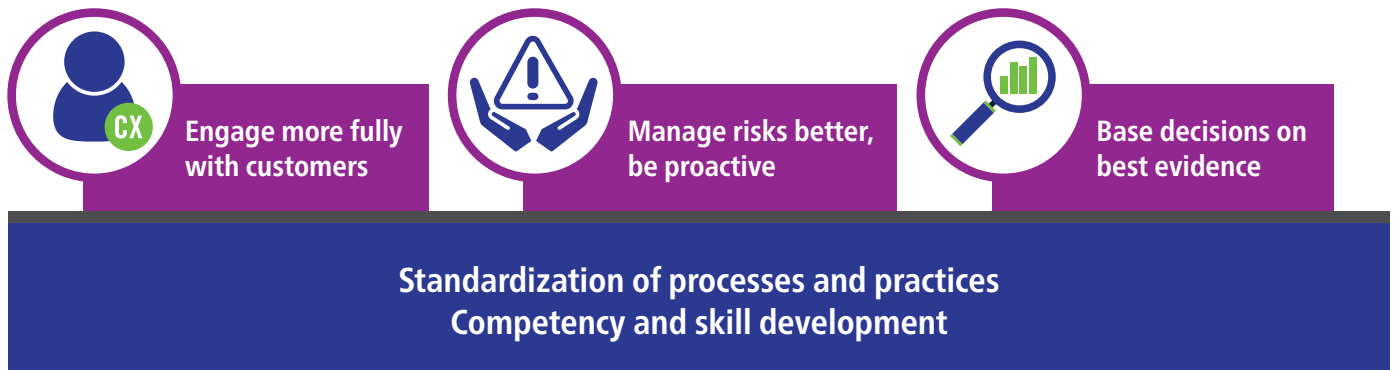 CX
Engage more fully
with customers
Manage risks better,
be proactive
Base decisions on
best evidence
Standardization of processes and practices
Competency and skill development